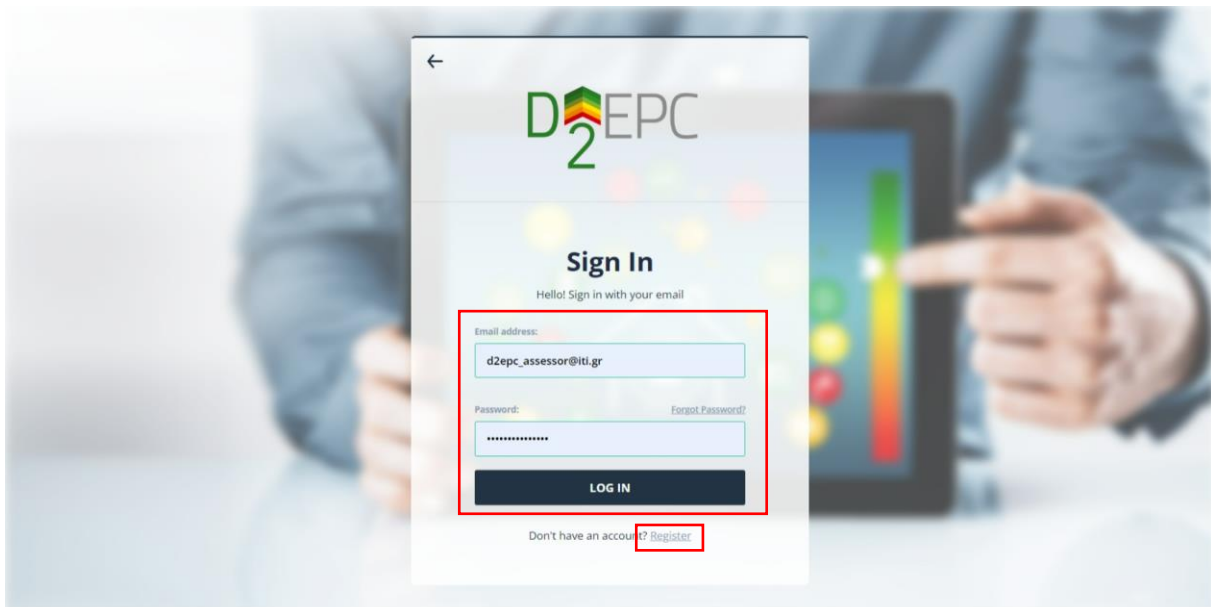 ←
D2EPC
Sign In
Hello! Sign in with your email
Email address:
d2epc_assessor@iti.gr
Password: Forgot Password?
•••••••••••••••
LOG IN
Don't have an account? Register